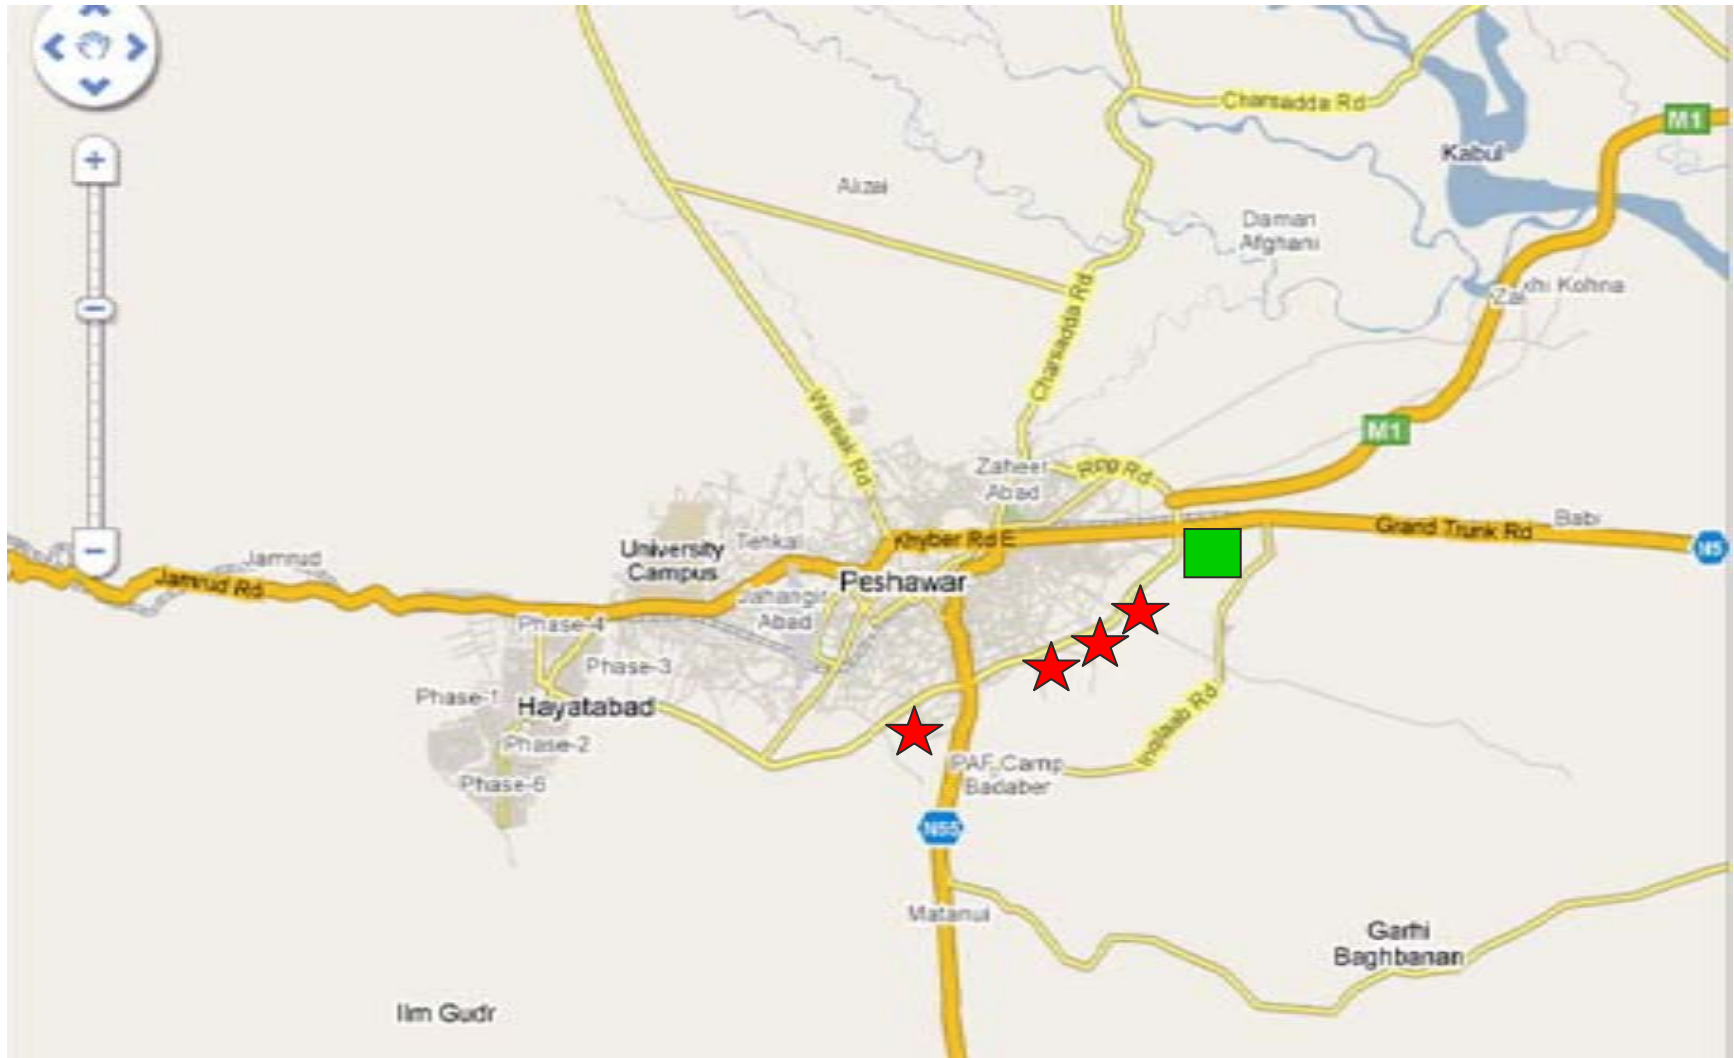 Charsadda Rd
M1
Kabul
Alizai
Daman
Afghani
khi Kohna
Charsadda Rd
Warsak Rd
M1
Zaheer
Abad
Ring Rd
Grand Trunk Rd
Babi
N5
Khyber Rd E
Tehkal
University
Campus
Jamrud
Jamrud Rd
Peshawar
Jahangir
Abad
Phase-4
Phase-3
Phase-1
Hayatabad
Phase-2
Phase-6
Inqilaab Rd
PAF Camp
Badaber
N55
Matanui
Garhi
Baghbanan
Ilm Gudr